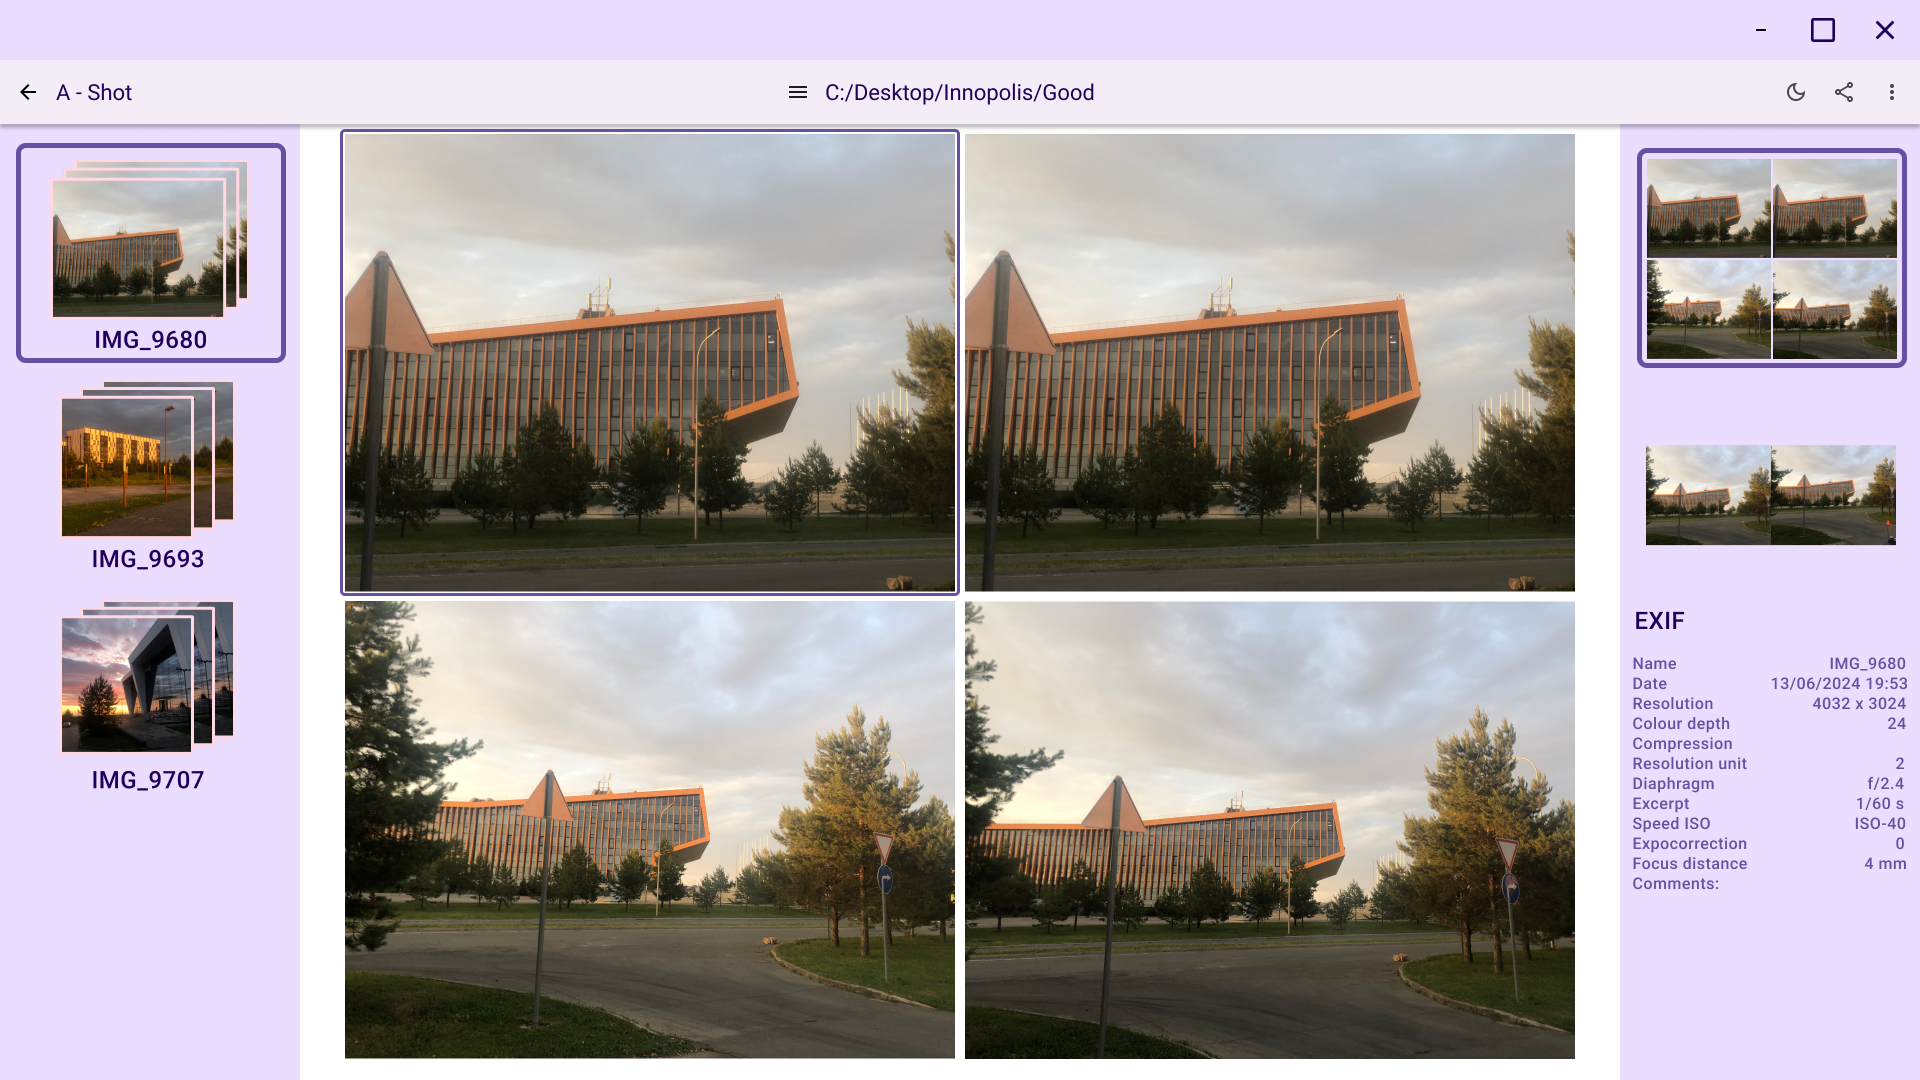 A - Shot
C:/Desktop/Innopolis/Good
IMG_9680
IMG_9693
IMG_9707
EXIF
Name IMG_9680
Date 13/06/2024 19:53
Resolution 4032 x 3024
Colour depth 24
Compression
Resolution unit 2
Diaphragm f/2.4
Excerpt 1/60 s
Speed ISO ISO-40
Expocorrection 0
Focus distance 4 mm
Comments: